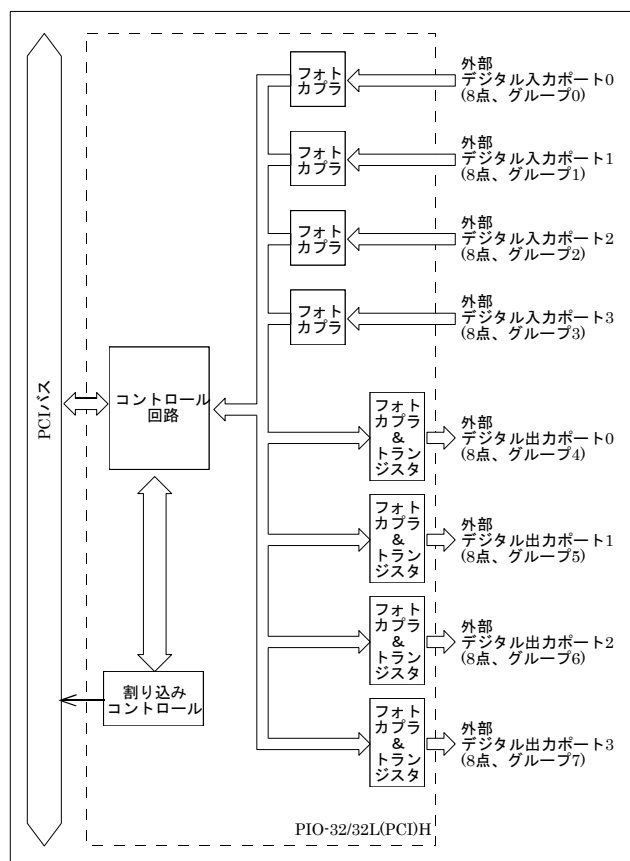 フォト
カプラ
外部
デジタル入力ポート0
(8点、グループ0)
フォト
カプラ
外部
デジタル入力ポート1
(8点、グループ1)
フォト
カプラ
外部
デジタル入力ポート2
(8点、グループ2)
フォト
カプラ
外部
デジタル入力ポート3
(8点、グループ3)
PCIバス
コントロール
回路
フォト
カプラ
&
トラン
ジスタ
外部
デジタル出力ポート0
(8点、グループ4)
フォト
カプラ
&
トラン
ジスタ
外部
デジタル出力ポート1
(8点、グループ5)
フォト
カプラ
&
トラン
ジスタ
外部
デジタル出力ポート2
(8点、グループ6)
割り込み
コントロール
フォト
カプラ
&
トラン
ジスタ
外部
デジタル出力ポート3
(8点、グループ7)
PIO-32/32L(PCI)H